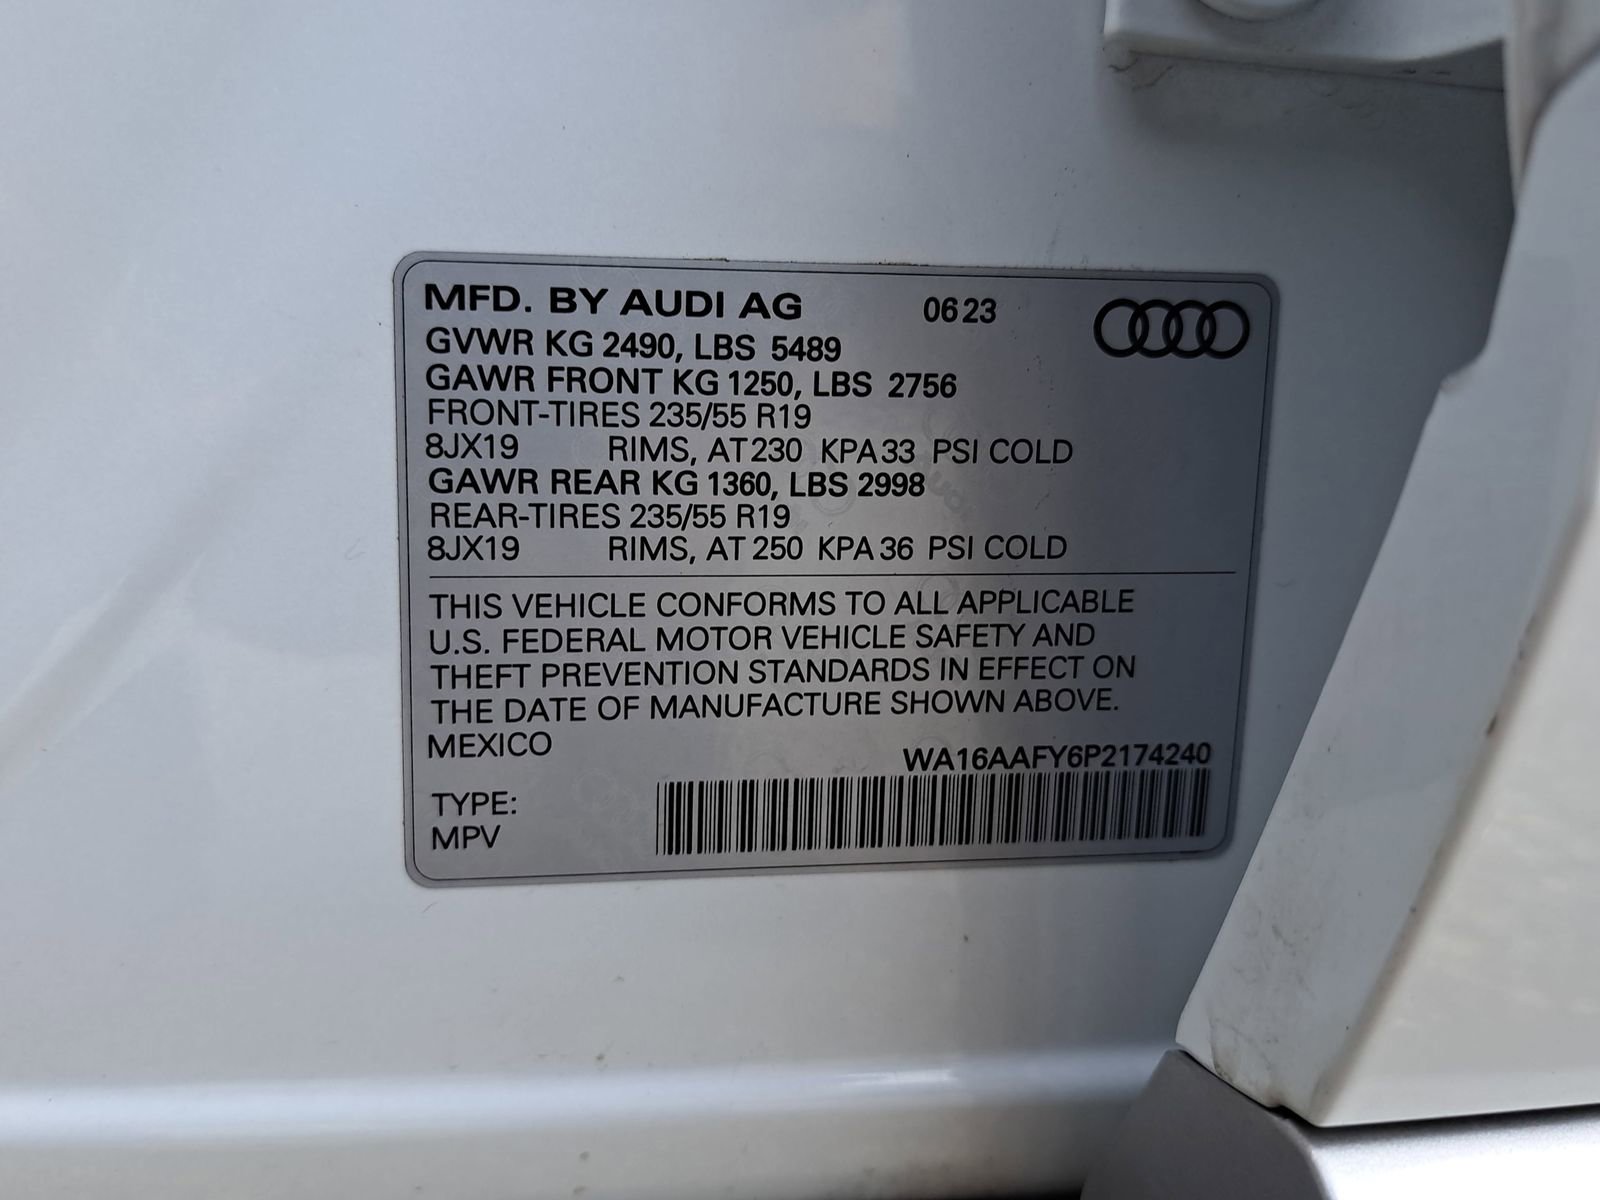 MFD. BY AUDI AG 06 23
GVWR KG 2490, LBS 5489
GAWR FRONT KG 1250, LBS 2756
FRONT-TIRES 235/55 R19
8JX19 RIMS, AT 230 KPA 33 PSI COLD
GAWR REAR KG 1360, LBS 2998
REAR-TIRES 235/55 R19
8JX19 RIMS, AT 250 KPA 36 PSI COLD
THIS VEHICLE CONFORMS TO ALL APPLICABLE
U.S. FEDERAL MOTOR VEHICLE SAFETY AND
THEFT PREVENTION STANDARDS IN EFFECT ON
THE DATE OF MANUFACTURE SHOWN ABOVE.
MEXICO
WA16AAFY6P2174240
TYPE:
MPV